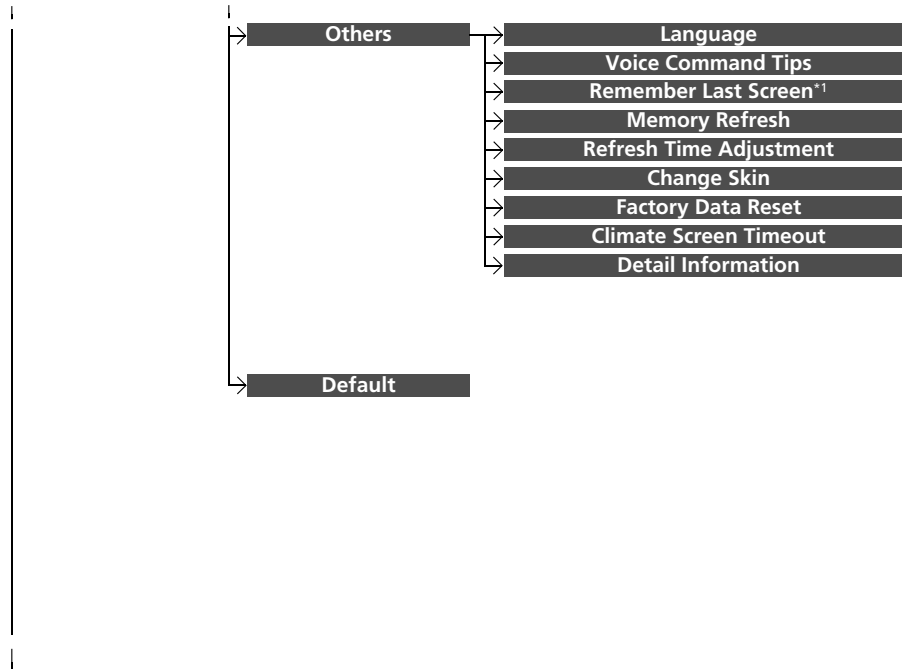 Others
Language
Voice Command Tips
Remember Last Screen*1
Memory Refresh
Refresh Time Adjustment
Change Skin
Factory Data Reset
Climate Screen Timeout
Detail Information
Default